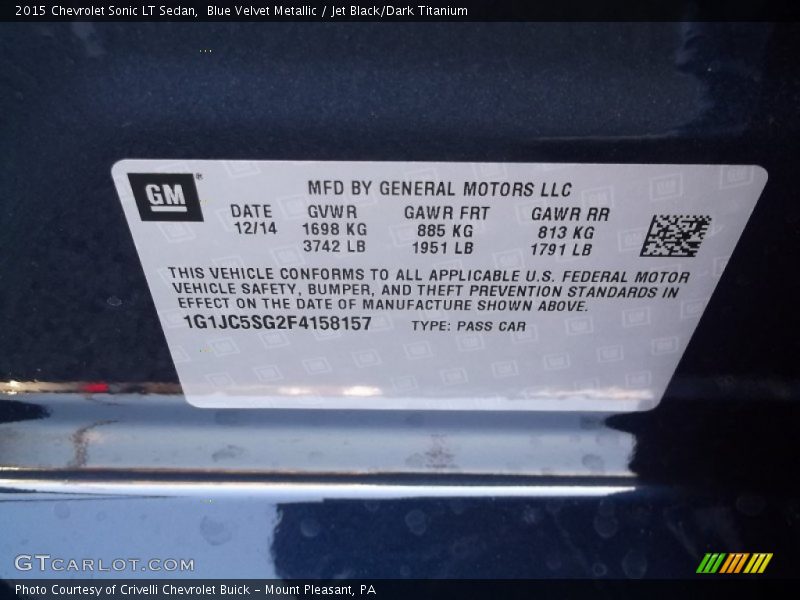 2015 Chevrolet Sonic LT Sedan,  Blue Velvet Metallic / Jet Black/Dark Titanium
GM®
MFD BY GENERAL MOTORS LLC
DATE GVWR GAWR FRT GAWR RR
12/14 1698 KG 885 KG 813 KG
3742 LB 1951 LB 1791 LB
THIS VEHICLE CONFORMS TO ALL APPLICABLE U.S. FEDERAL MOTOR
VEHICLE SAFETY, BUMPER, AND THEFT PREVENTION STANDARDS IN
EFFECT ON THE DATE OF MANUFACTURE SHOWN ABOVE.
1G1JC5SG2F4158157 TYPE: PASS CAR
GTCARLOT.COM
Photo Courtesy of Crivelli Chevrolet Buick – Mount Pleasant, PA